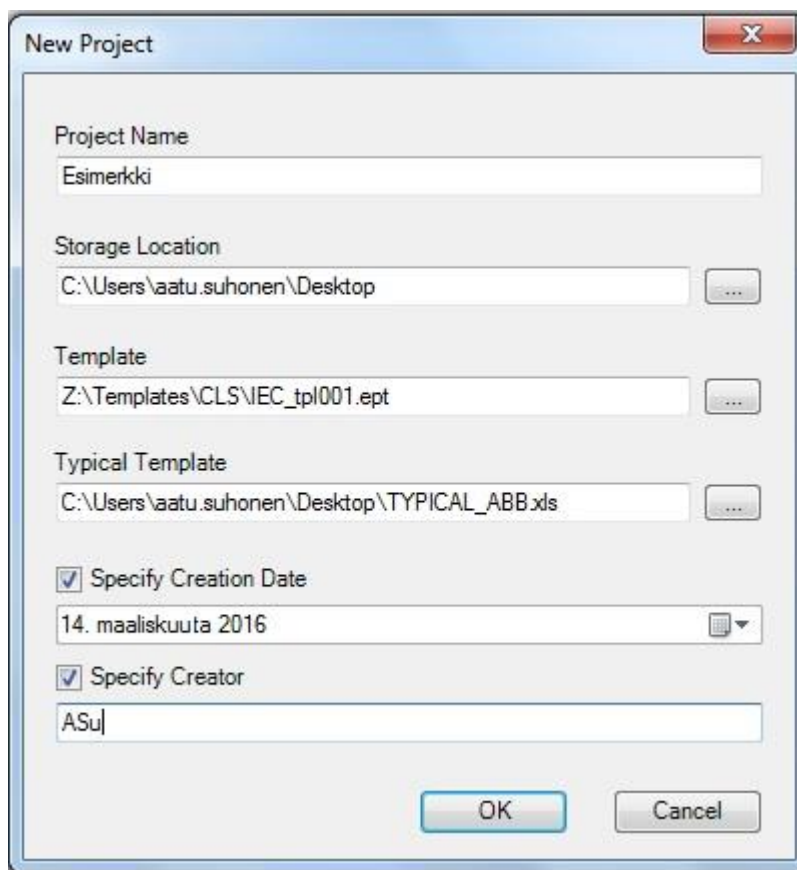 New Project
Project Name
Esimerkki
Storage Location
C:\Users\aatu.suhonen\Desktop
...
Template
Z:\Templates\CLS\IEC_tpl001.ept
...
Typical Template
C:\Users\aatu.suhonen\Desktop\TYPICAL_ABB.xls
...
Specify Creation Date
14. maaliskuuta 2016
Specify Creator
ASu
OK Cancel